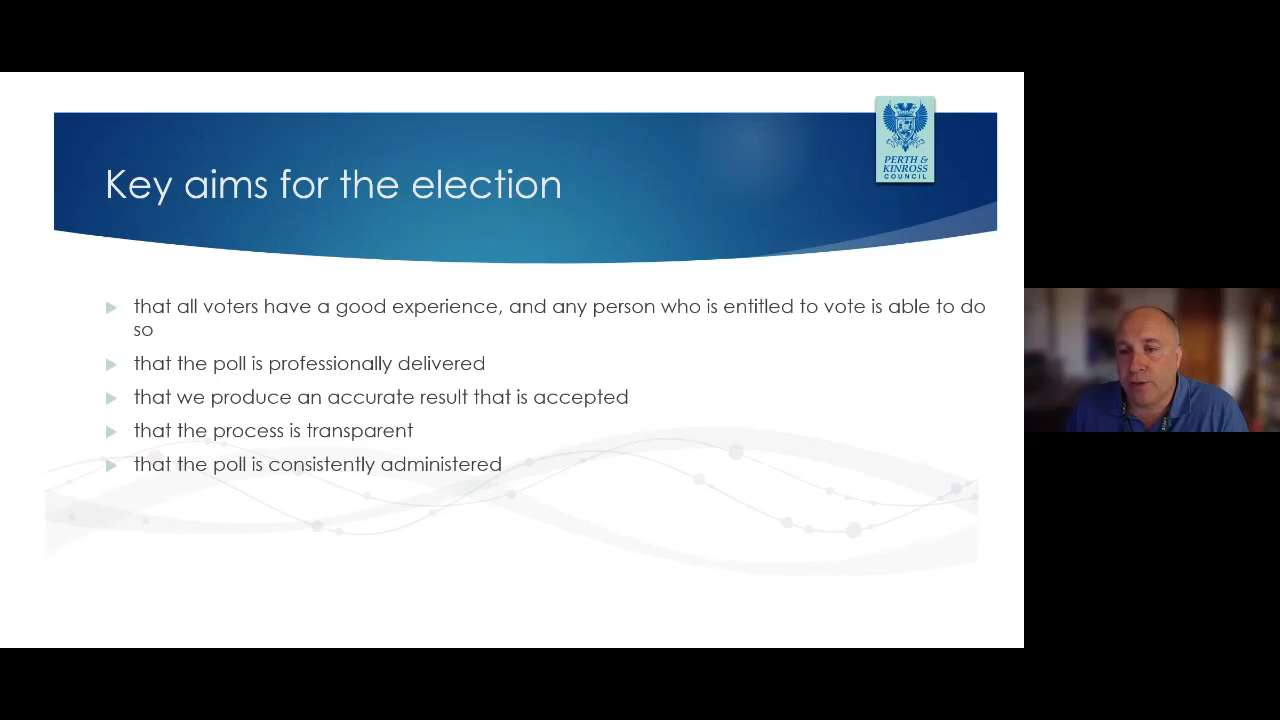 PERTH &
KINROSS
COUNCIL
Key aims for the election
that all voters have a good experience, and any person who is entitled to vote is able to do
so
that the poll is professionally delivered
that we produce an accurate result that is accepted
that the process is transparent
that the poll is consistently administered